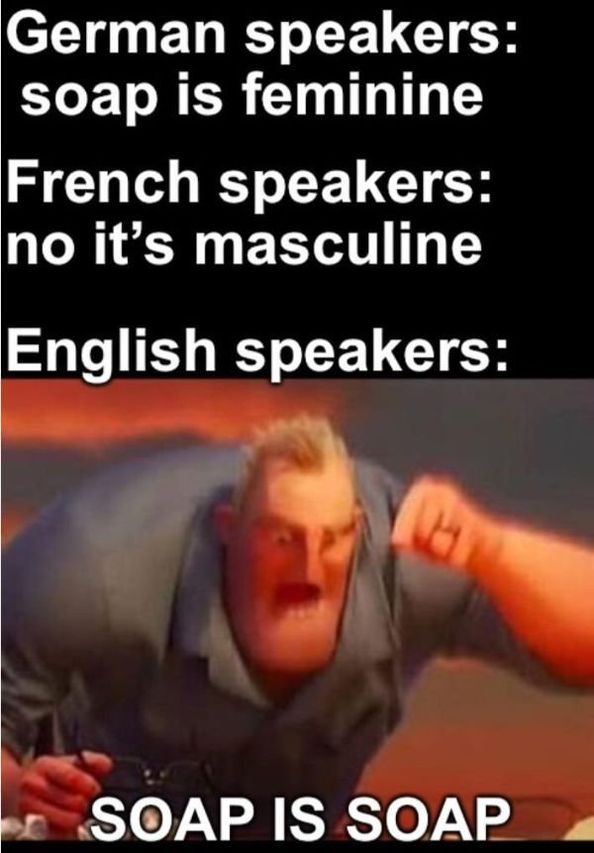 German speakers:
soap is feminine
French speakers:
no it’s masculine
English speakers:
SOAP IS SOAP